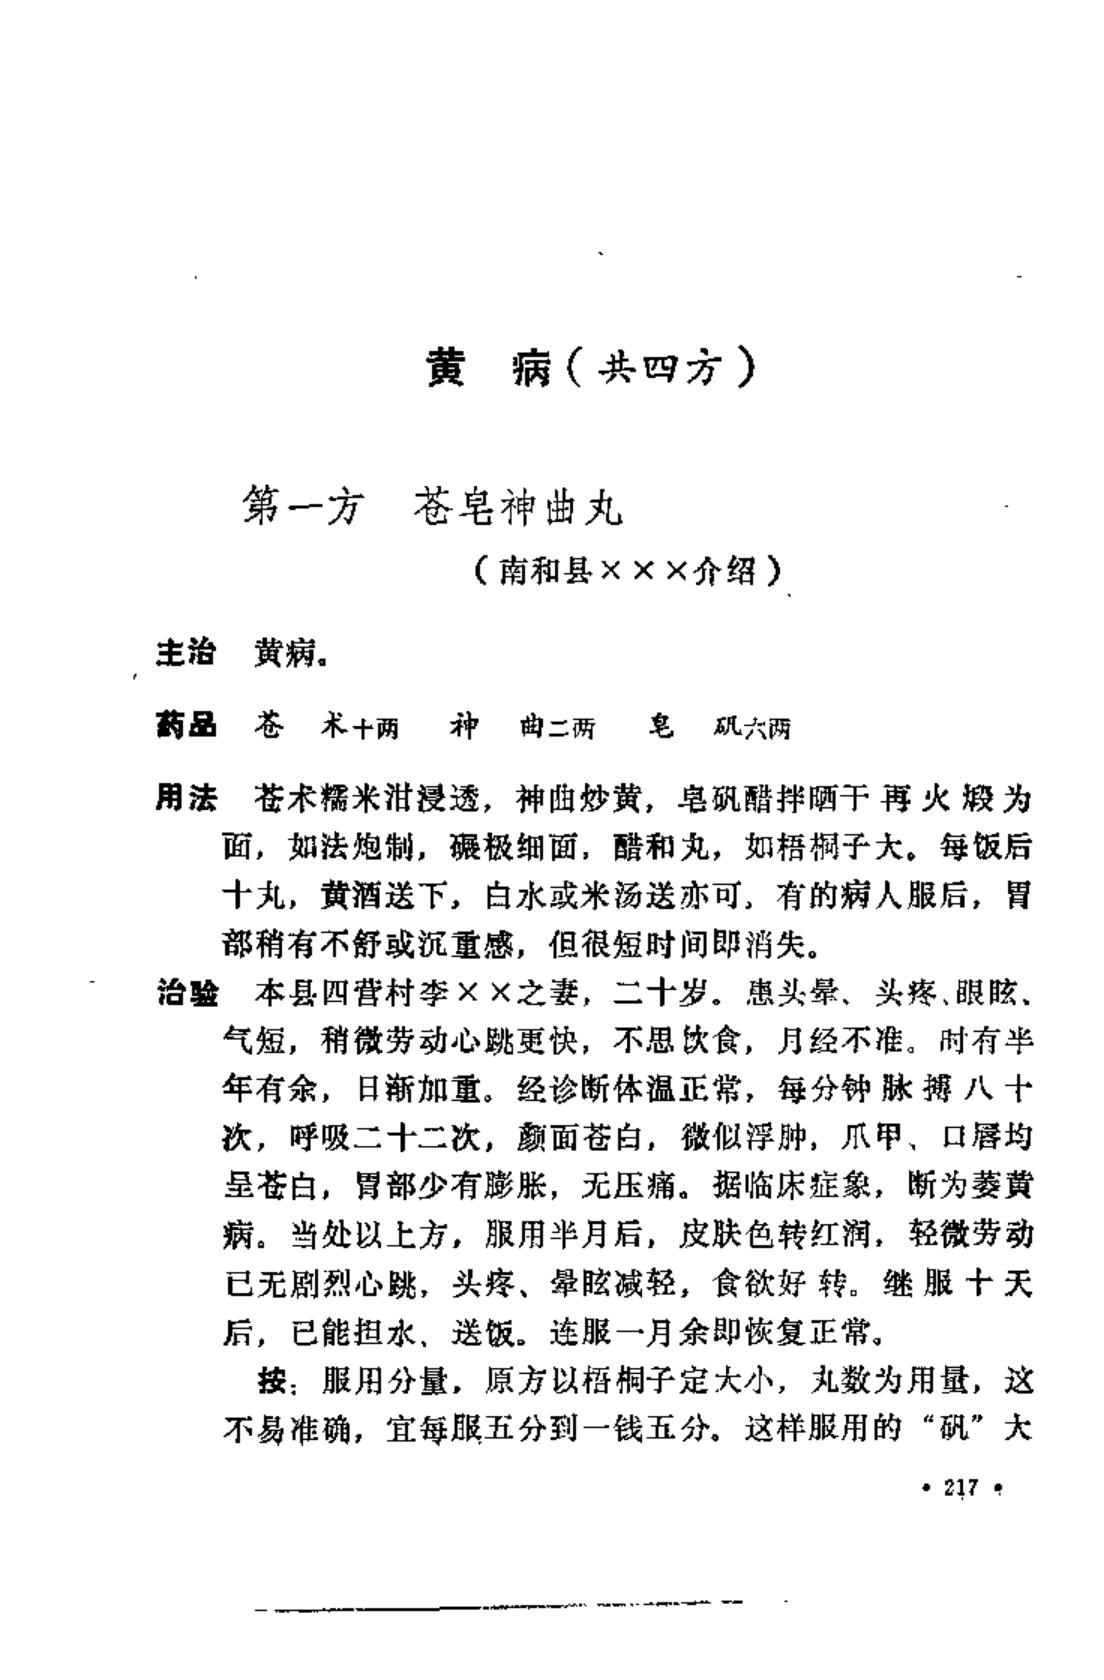 黄　病（共四方）
第一方　苍皂神曲丸
（南和县×××介绍）
主治　黄病。
药品　苍　术十两　神　曲二两　皂　矾六两
用法　苍术糯米泔浸透，神曲炒黄，皂矾醋拌晒干再火煅为
面，如法炮制，碾极细面，醋和丸，如梧桐子大。每饭后
十丸，黄酒送下，白水或米汤送亦可，有的病人服后，胃
部稍有不舒或沉重感，但很短时间即消失。
治验　本县四营村李××之妻，二十岁。患头晕、头疼、眼眩、
气短，稍微劳动心跳更快，不思饮食，月经不准。时有半
年有余，日渐加重。经诊断体温正常，每分钟脉搏八十
次，呼吸二十二次，颜面苍白，微似浮肿，爪甲、口唇均
呈苍白，胃部少有膨胀，无压痛。据临床症象，断为萎黄
病。当处以上方，服用半月后，皮肤色转红润，轻微劳动
已无剧烈心跳，头疼、晕眩减轻，食欲好转。继服十天
后，已能担水、送饭。连服一月余即恢复正常。
按：服用分量，原方以梧桐子定大小，丸数为用量，这
不易准确，宜每服五分到一钱五分。这样服用的“矾”大
• 217 •